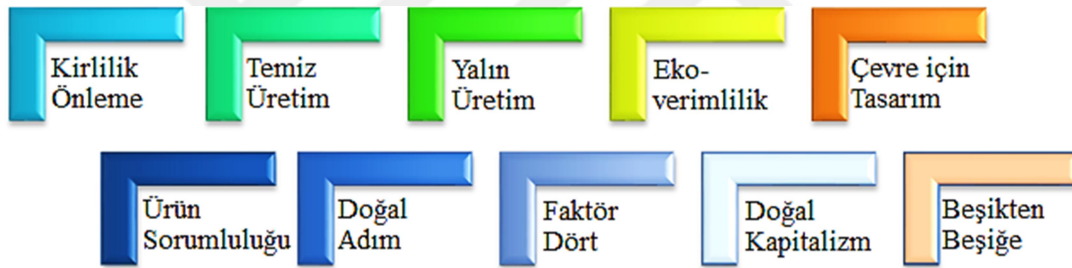 Kirlilik
Önleme
Temiz
Üretim
Yalın
Üretim
Eko-
verimlilik
Çevre için
Tasarım
Ürün
Sorumluluğu
Doğal
Adım
Faktör
Dört
Doğal
Kapitalizm
Beşikten
Beşiğe